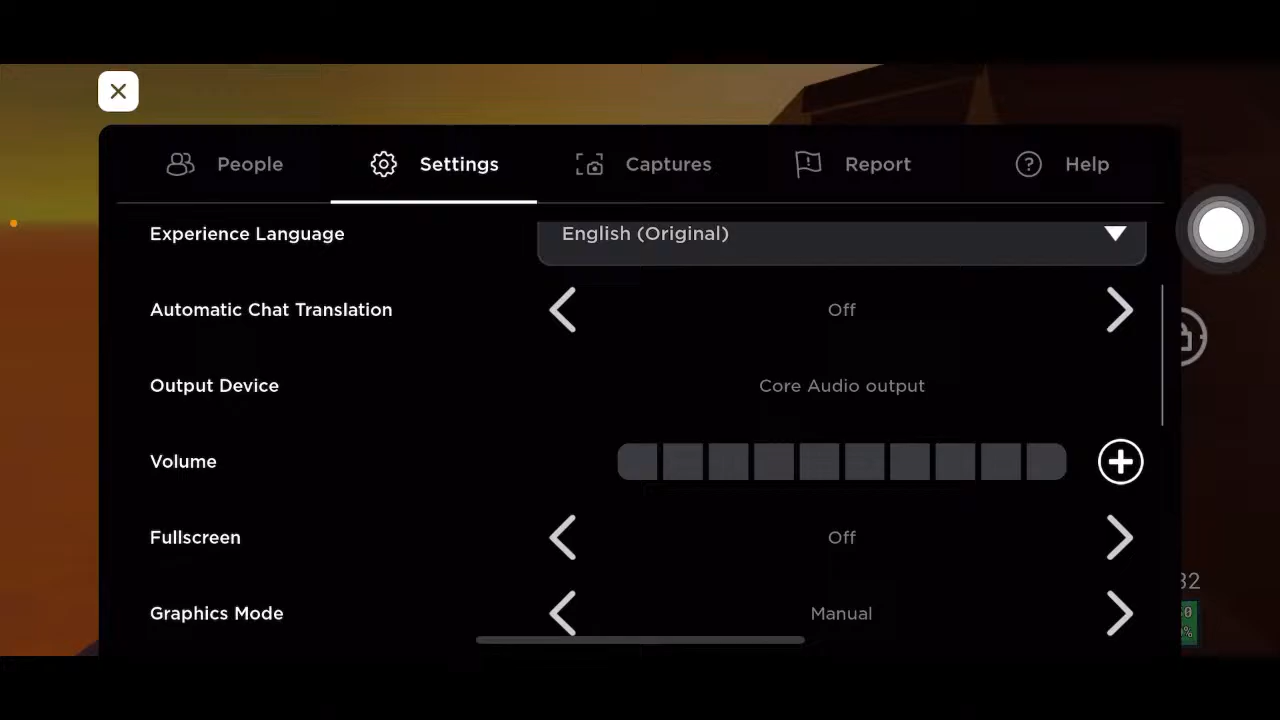 People
Settings
Captures
Report
Help
Experience Language
English (Original)
Automatic Chat Translation
Off
Output Device
Core Audio output
Volume
Fullscreen
Off
Graphics Mode
Manual
32